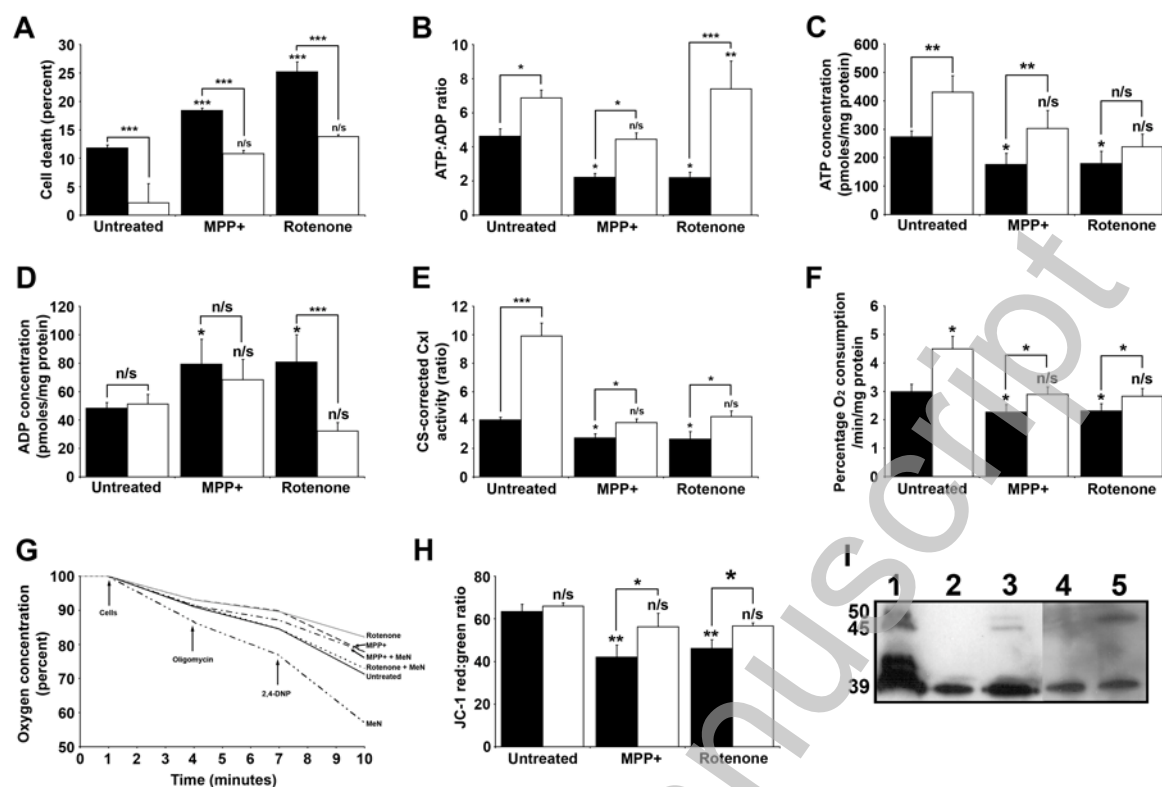 A
Cell death (percent)
30
25
20
15
10
5
0
***
***
***
***
n/s
***
n/s
Untreated
MPP+
Rotenone
B
ATP:ADP ratio
10
8
6
4
2
0
*
*
*
n/s
***
*
**
Untreated
MPP+
Rotenone
C
ATP concentration
(pmoles/mg protein)
600
500
400
300
200
100
0
**
**
*
n/s
n/s
*
n/s
Untreated
MPP+
Rotenone
D
ADP concentration
(pmoles/mg protein)
120
100
80
60
40
20
0
n/s
n/s
*
n/s
***
*
n/s
Untreated
MPP+
Rotenone
E
CS-corrected CxI
activity (ratio)
12
10
8
6
4
2
0
***
*
*
n/s
*
*
n/s
Untreated
MPP+
Rotenone
F
Percentage O2 consumption
/min/mg protein
6
5
4
3
2
1
0
*
*
*
n/s
*
*
n/s
Untreated
MPP+
Rotenone
G
Oxygen concentration
(percent)
100
90
80
70
60
50
Cells
Oligomycin
2,4-DNP
Rotenone
MPP+
MPP+ + MeN
Rotenone + MeN
Untreated
MeN
0 1 2 3 4 5 6 7 8 9 10
Time (minutes)
H
JC-1 red:green ratio
80
60
40
20
0
n/s
*
**
n/s
*
**
n/s
Untreated
MPP+
Rotenone
I
1 2 3 4 5
50
45
39
nuscript